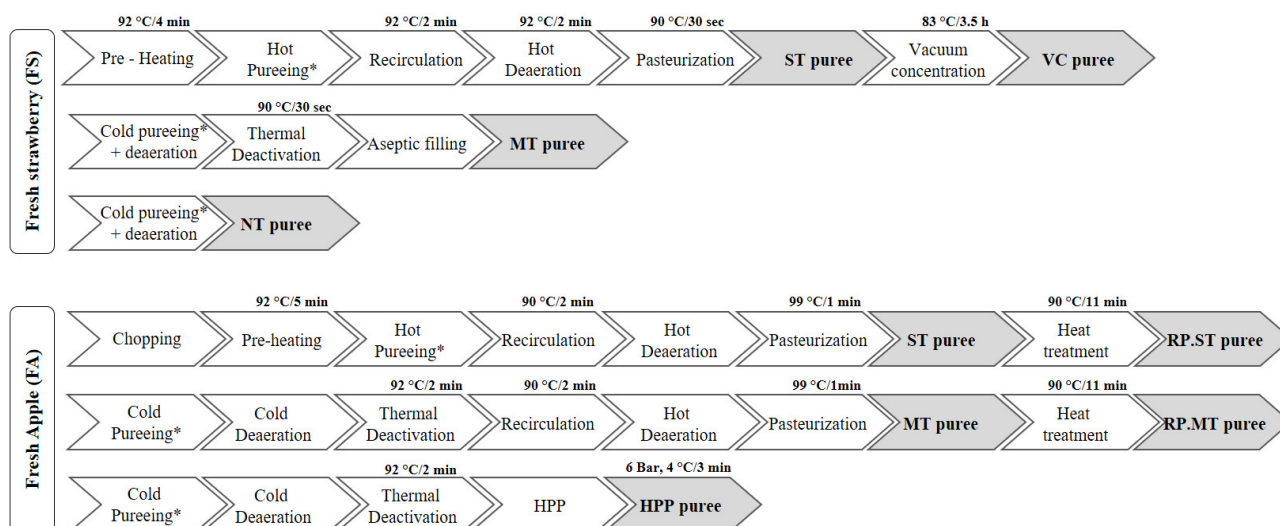 Fresh strawberry (FS)
92 °C/4 min
92 °C/2 min
92 °C/2 min
90 °C/30 sec
83 °C/3.5 h
Pre - Heating
Hot
Pureeing*
Recirculation
Hot
Deaeration
Pasteurization
ST puree
Vacuum
concentration
VC puree
90 °C/30 sec
Cold pureeing*
+ deaeration
Thermal
Deactivation
Aseptic filling
MT puree
Cold pureeing*
+ deaeration
NT puree
Fresh Apple (FA)
92 °C/5 min
90 °C/2 min
99 °C/1 min
90 °C/11 min
Chopping
Pre-heating
Hot
Pureeing*
Recirculation
Hot
Deaeration
Pasteurization
ST puree
Heat
treatment
RP.ST puree
92 °C/2 min
90 °C/2 min
99 °C/1min
90 °C/11 min
Cold
Pureeing*
Cold
Deaeration
Thermal
Deactivation
Recirculation
Hot
Deaeration
Pasteurization
MT puree
Heat
treatment
RP.MT puree
92 °C/2 min
6 Bar, 4 °C/3 min
Cold
Pureeing*
Cold
Deaeration
Thermal
Deactivation
HPP
HPP puree